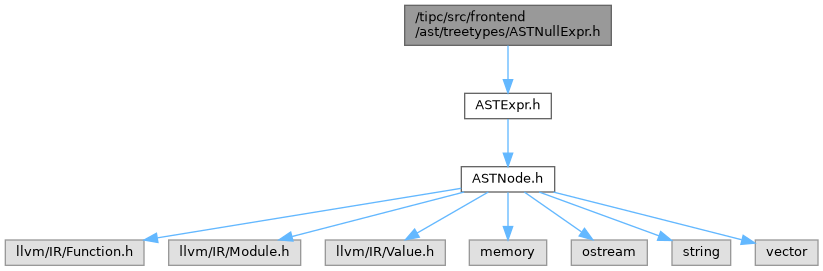 /tipc/src/frontend
/ast/treetypes/ASTNullExpr.h
ASTExpr.h
ASTNode.h
llvm/IR/Function.h
llvm/IR/Module.h
llvm/IR/Value.h
memory
ostream
string
vector